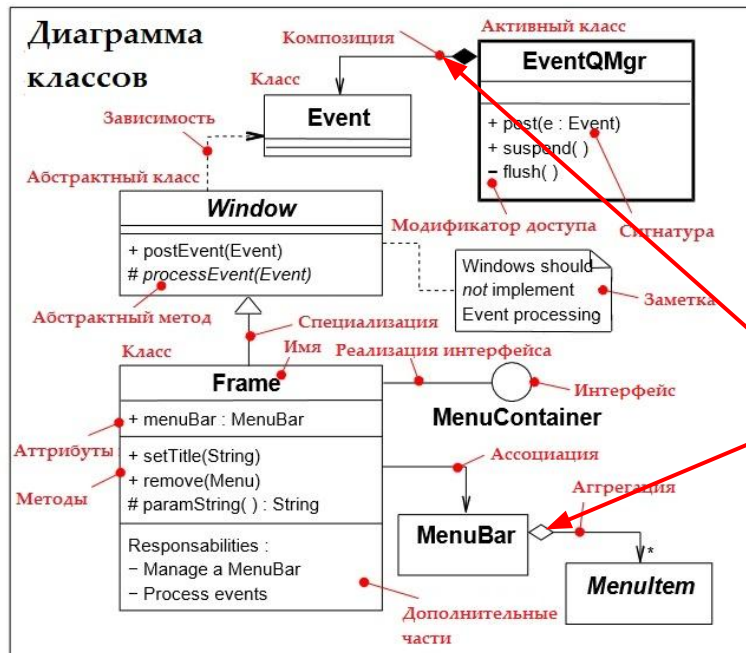 Диаграмма
классов
Композиция
Активный класс
EventQMgr
+ post(e : Event)
+ suspend( )
− flush( )
Класс
Event
Зависимость
Абстрактный класс
Window
+ postEvent(Event)
# processEvent(Event)
Модификатор доступа
Сигнатура
Windows should
not implement
Event processing
Заметка
Абстрактный метод
Специализация
Класс
Имя
Реализация интерфейса
Frame
+ menuBar : MenuBar
+ setTitle(String)
+ remove(Menu)
# paramString( ) : String
Responsabilities :
− Manage a MenuBar
− Process events
Интерфейс
MenuContainer
Аттрибуты
Методы
Ассоциация
Аггрегация
MenuBar
*
MenuItem
Дополнительные
части